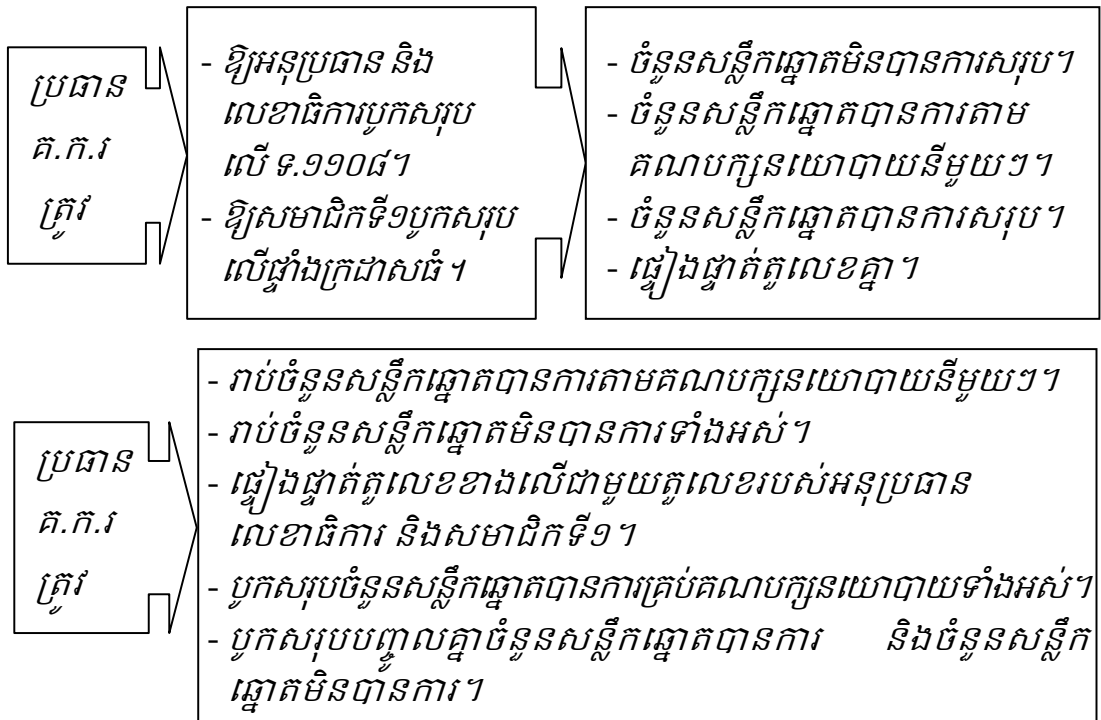 ប្រធាន
គ.ក.រ
ត្រូវ
- ឱ្យអនុប្រធាន និង
លេខាធិការបូកសរុប
លើ ទ.១១០៨។
- ឱ្យសមាជិកទី១បូកសរុប
លើផ្ទាំងក្រដាសធំ។
- ចំនួនសន្លឹកឆ្នោតមិនបានការសរុប។
- ចំនួនសន្លឹកឆ្នោតបានការតាម
គណបក្សនយោបាយនីមួយៗ។
- ចំនួនសន្លឹកឆ្នោតបានការសរុប។
- ផ្ទៀងផ្ទាត់តួលេខគ្នា។
ប្រធាន
គ.ក.រ
ត្រូវ
- រាប់ចំនួនសន្លឹកឆ្នោតបានការតាមគណបក្សនយោបាយនីមួយៗ។
- រាប់ចំនួនសន្លឹកឆ្នោតមិនបានការទាំងអស់។
- ផ្ទៀងផ្ទាត់តួលេខខាងលើជាមួយតួលេខរបស់អនុប្រធាន
លេខាធិការ និងសមាជិកទី១។
- បូកសរុបចំនួនសន្លឹកឆ្នោតបានការគ្រប់គណបក្សនយោបាយទាំងអស់។
- បូកសរុបបញ្ចូលគ្នាចំនួនសន្លឹកឆ្នោតបានការ និងចំនួនសន្លឹក
ឆ្នោតមិនបានការ។